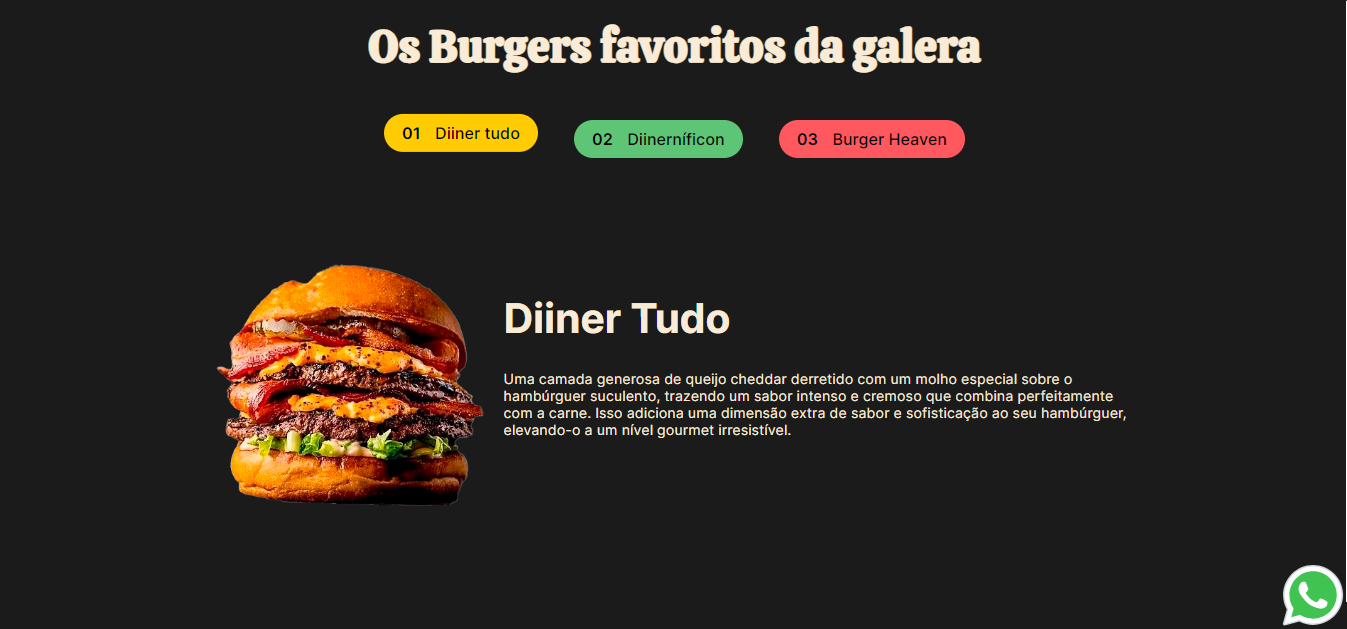 Os Burgers favoritos da galera
01 Diiner tudo
02 Diinerníficon
03 Burger Heaven
Diiner Tudo
Uma camada generosa de queijo cheddar derretido com um molho especial sobre o
hambúrguer suculento, trazendo um sabor intenso e cremoso que combina perfeitamente
com a carne. Isso adiciona uma dimensão extra de sabor e sofisticação ao seu hambúrguer,
elevando-o a um nível gourmet irresistível.